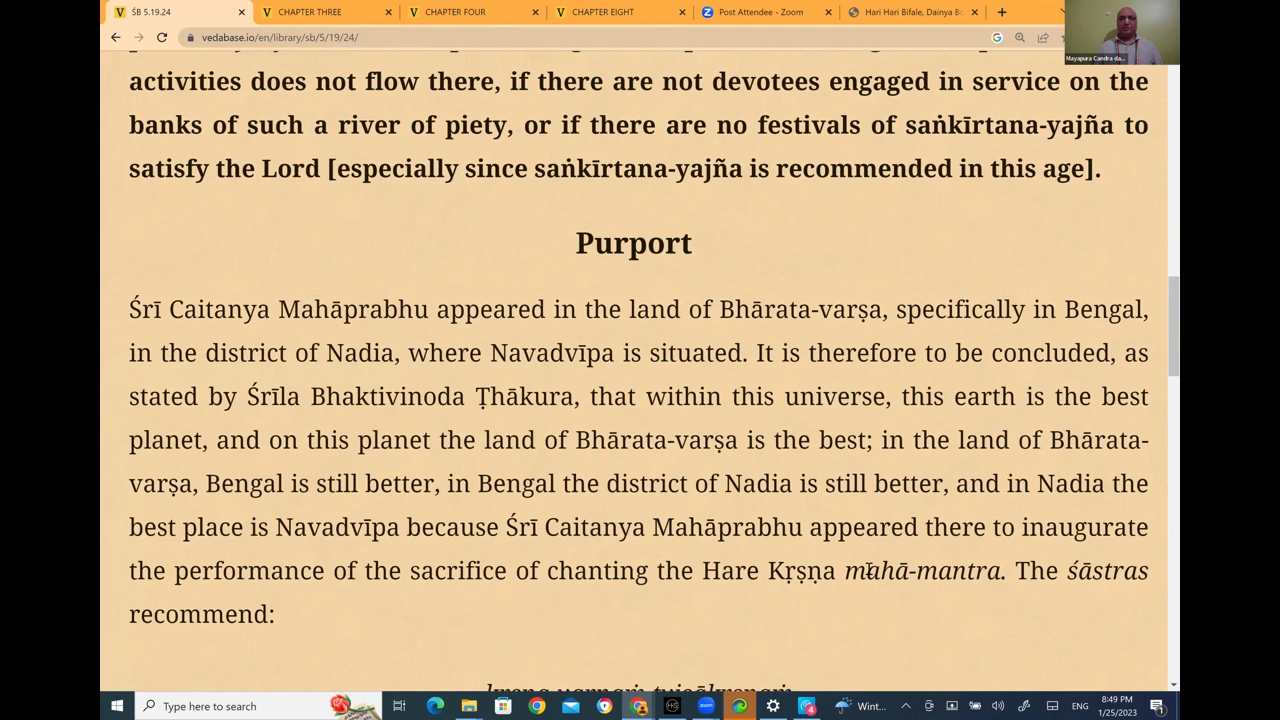 ŚB 5.19.24
CHAPTER THREE
CHAPTER FOUR
CHAPTER EIGHT
Post Attendee - Zoom
Hari Hari Bifale, Dainya Bo
vedabase.io/en/library/sb/5/19/24/
Mayapura Candra da...
activities does not flow there, if there are not devotees engaged in service on the
banks of such a river of piety, or if there are no festivals of saṅkīrtana-yajña to
satisfy the Lord [especially since saṅkīrtana-yajña is recommended in this age].
Purport
Śrī Caitanya Mahāprabhu appeared in the land of Bhārata-varṣa, specifically in Bengal,
in the district of Nadia, where Navadvīpa is situated. It is therefore to be concluded, as
stated by Śrīla Bhaktivinoda Ṭhākura, that within this universe, this earth is the best
planet, and on this planet the land of Bhārata-varṣa is the best; in the land of Bhārata-
varṣa, Bengal is still better, in Bengal the district of Nadia is still better, and in Nadia the
best place is Navadvīpa because Śrī Caitanya Mahāprabhu appeared there to inaugurate
the performance of the sacrifice of chanting the Hare Kṛṣṇa mahā-mantra. The śāstras
recommend:
Type here to search
Wint...
ENG
8:49 PM
1/25/2023